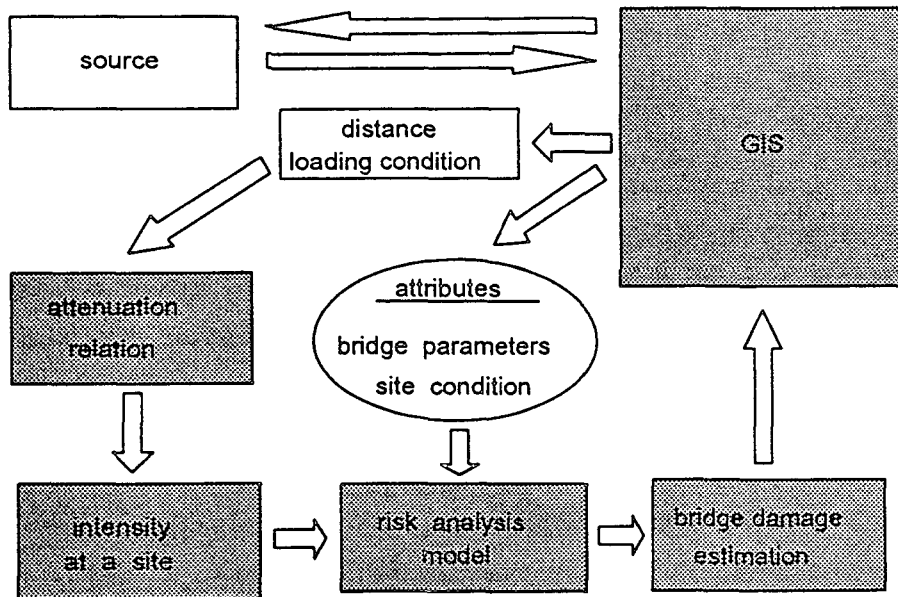 source
GIS
distance
loading condition
attenuation
relation
attributes
bridge parameters
site condition
intensity
at a site
risk analysis
model
bridge damage
estimation